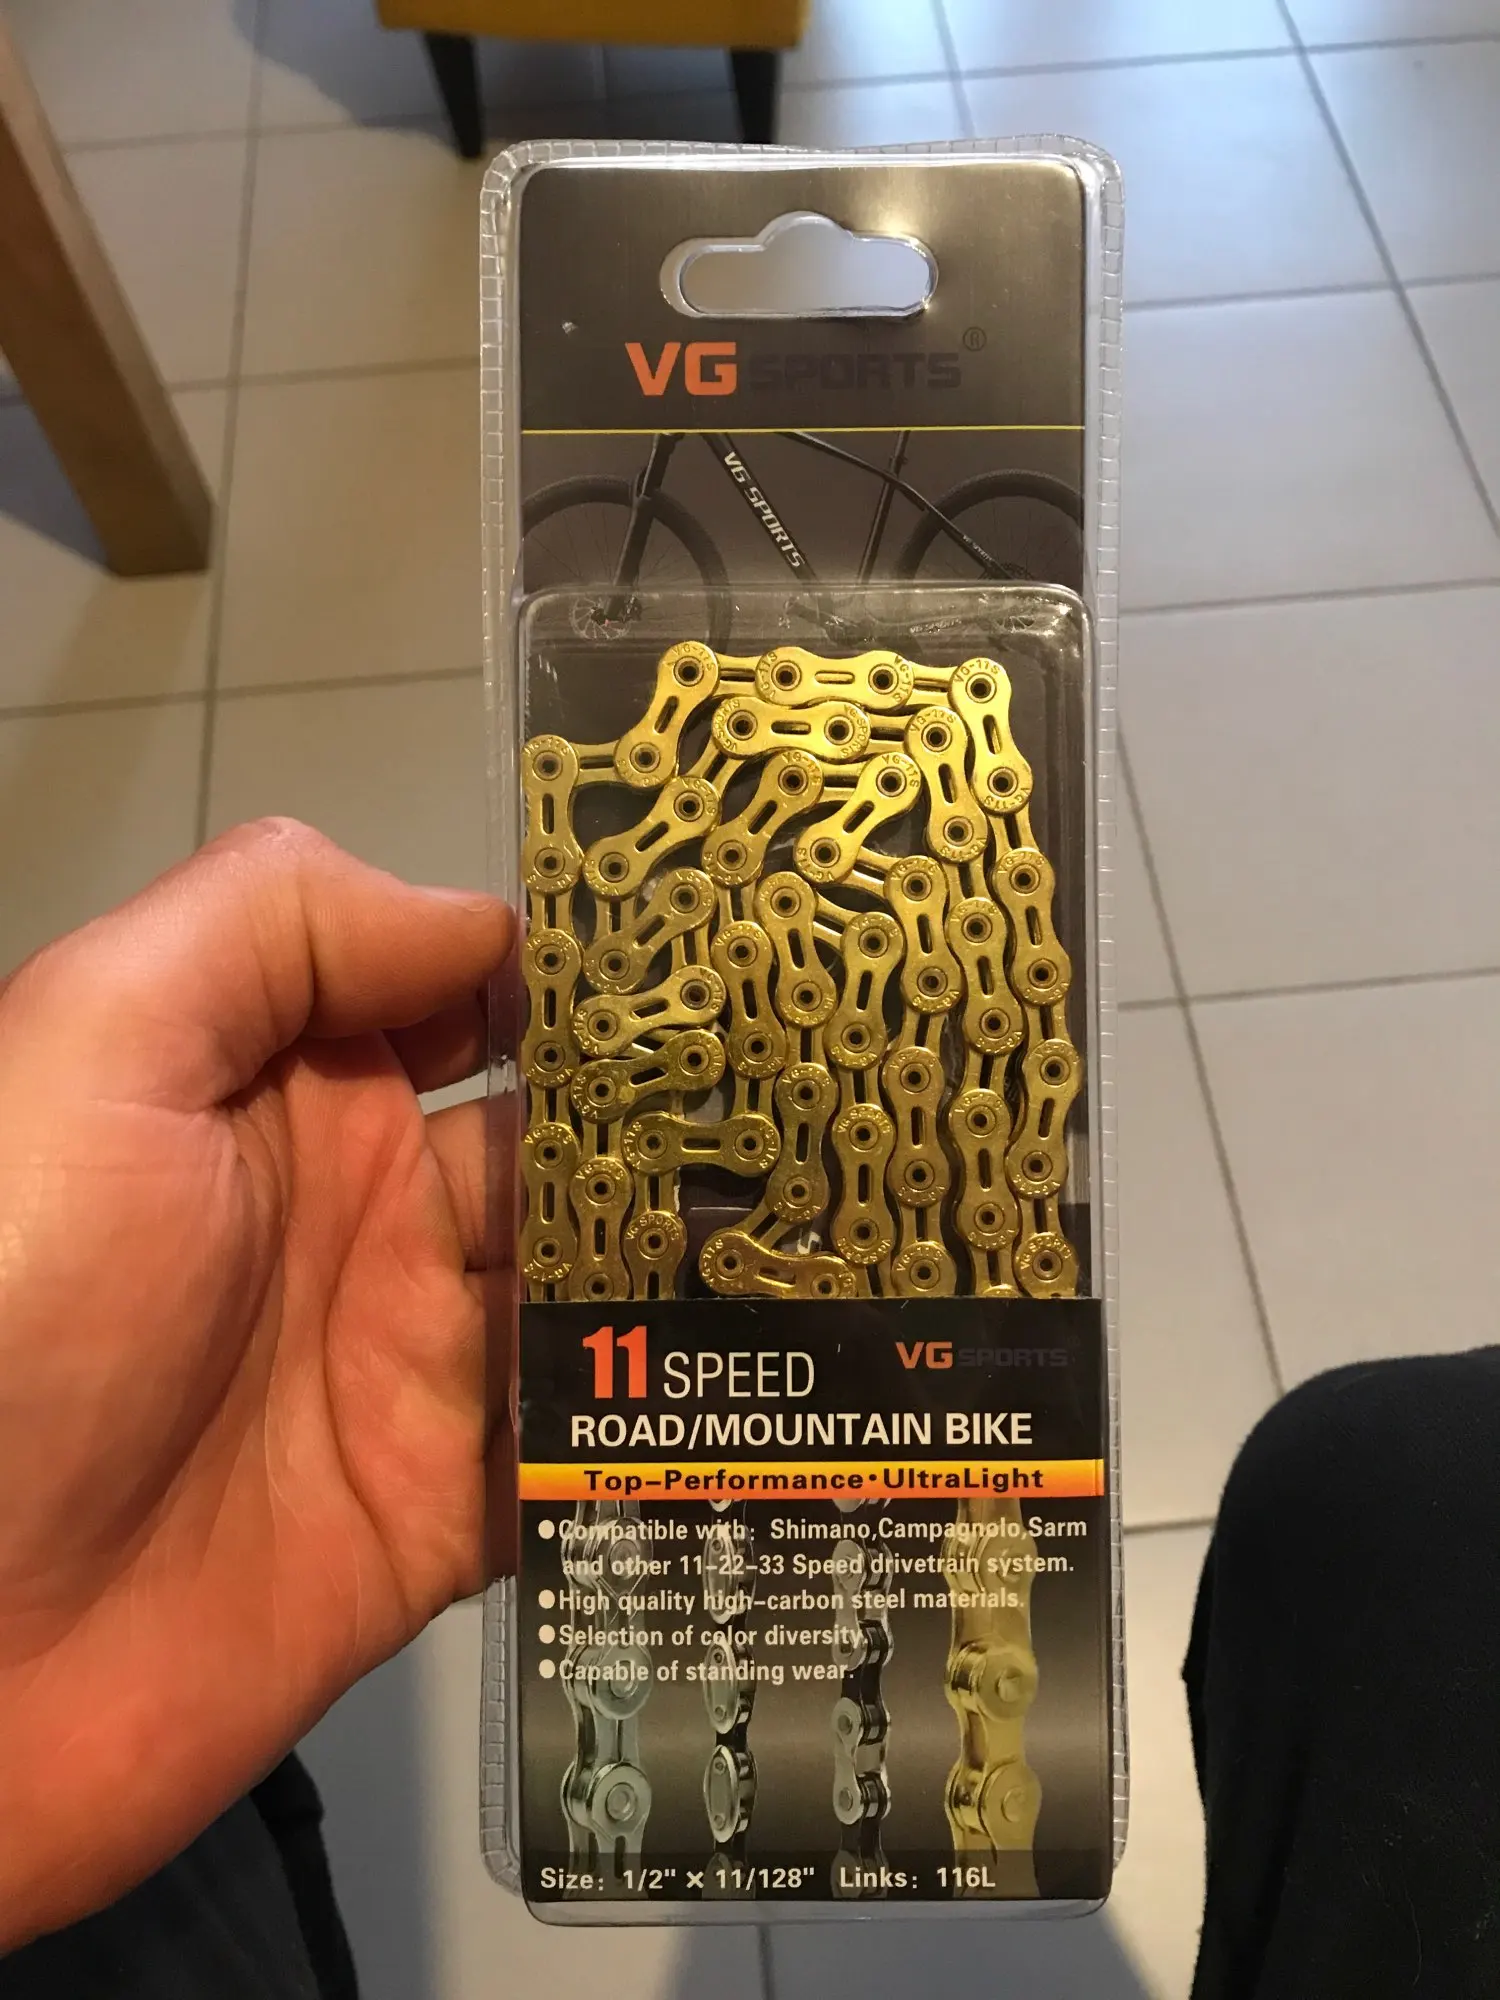 VG SPORTS®
VG SPORTS
11 SPEED
VG SPORTS
ROAD/MOUNTAIN BIKE
Top-Performance•UltraLight
●Compatible with: Shimano,Campagnolo,Sarm
and other 11-22-33 Speed drivetrain system.
●High quality high-carbon steel materials.
●Selection of color diversity.
●Capable of standing wear.
Size: 1/2" × 11/128" Links: 116L